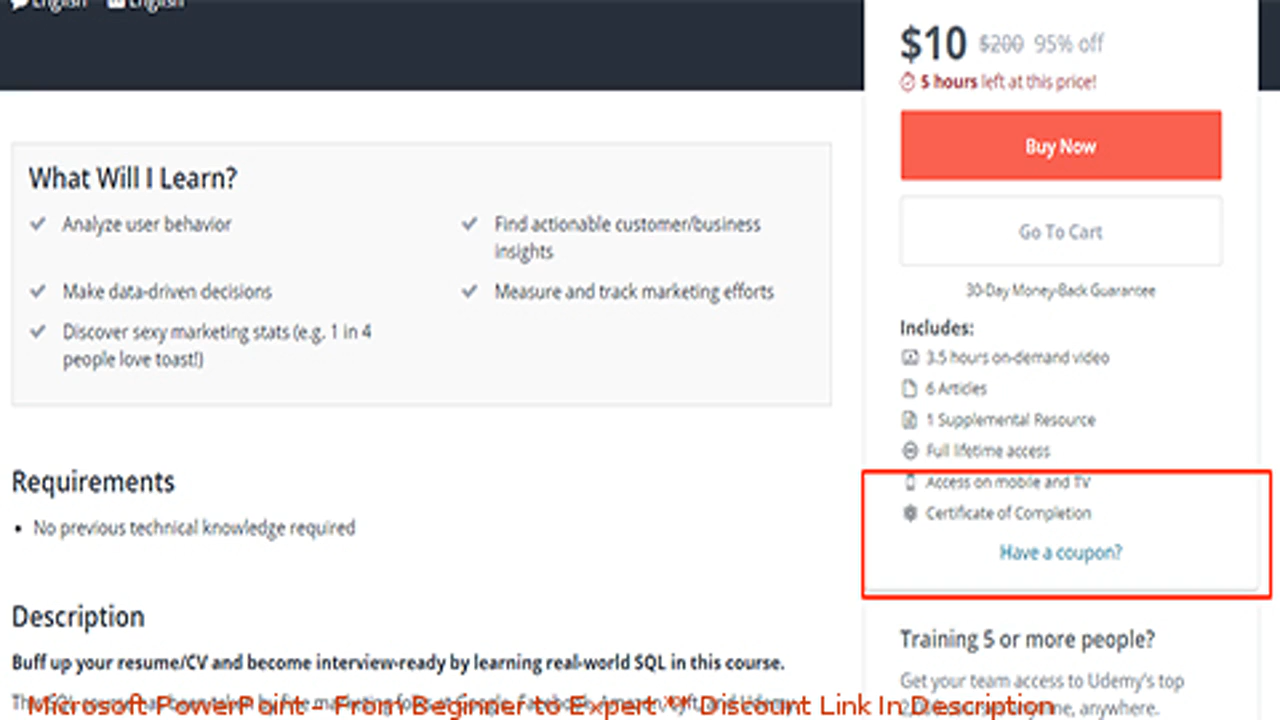 English English
What Will I Learn?
Analyze user behavior
Find actionable customer/business
insights
Make data-driven decisions
Measure and track marketing efforts
Discover sexy marketing stats (e.g. 1 in 4
people love toast!)
Requirements
• No previous technical knowledge required
Description
Buff up your resume/CV and become interview-ready by learning real-world SQL in this course.
$10 $200 95% off
5 hours left at this price!
Buy Now
Go To Cart
30-Day Money-Back Guarantee
Includes:
3.5 hours on-demand video
6 Articles
1 Supplemental Resource
Full lifetime access
Access on mobile and TV
Certificate of Completion
Have a coupon?
Training 5 or more people?
Get your team access to Udemy's top
anywhere.
Microsoft PowerPoint - From Beginner to Expert Discount Link In Description